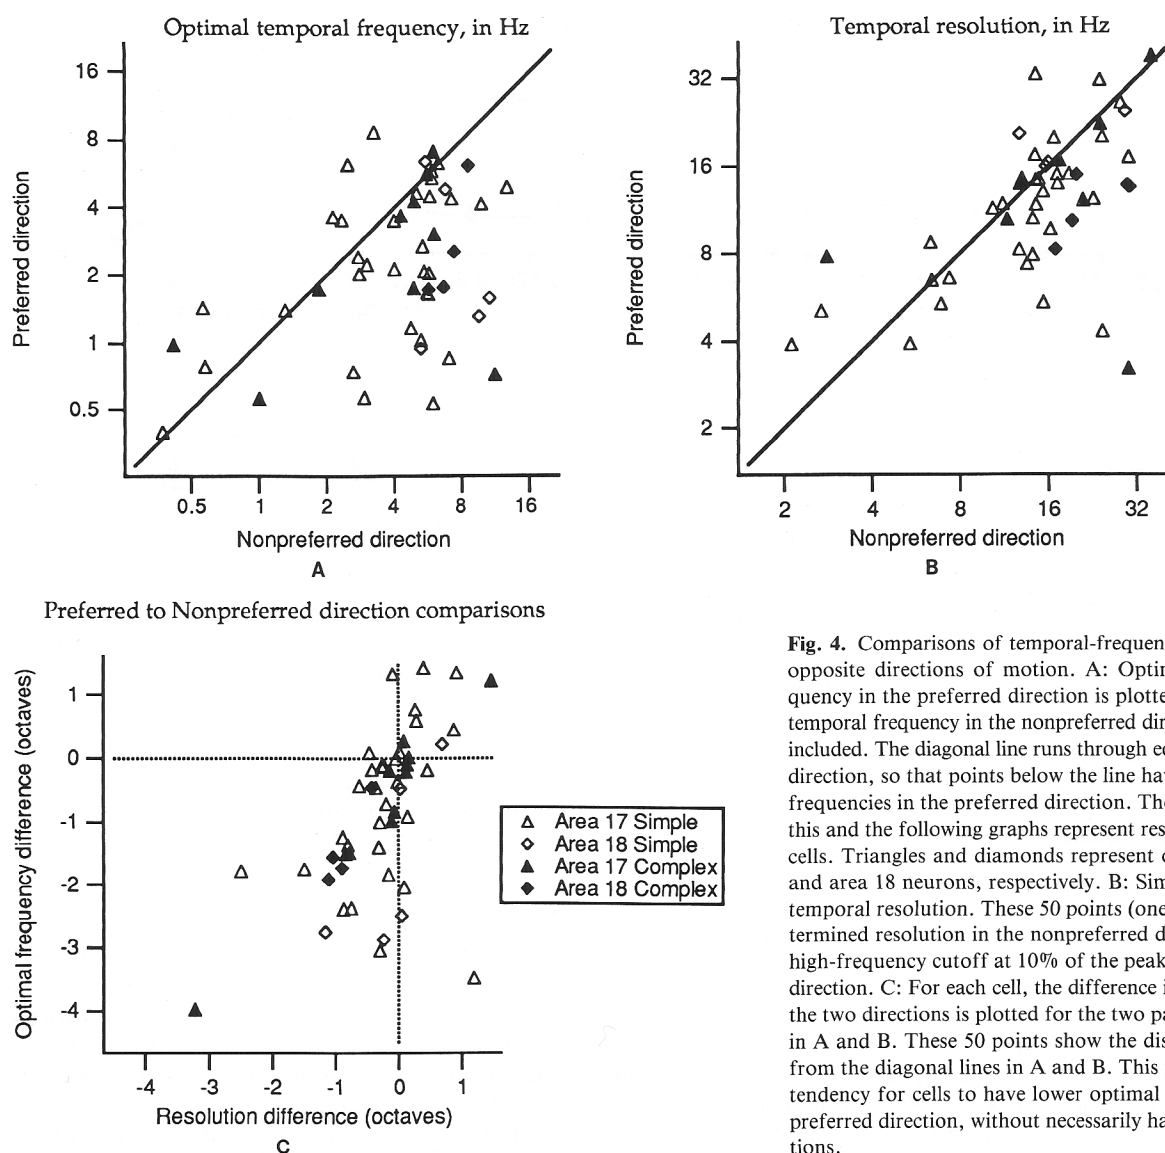 Optimal temporal frequency, in Hz
16
8
4
2
1
0.5
Preferred direction
0.5 1 2 4 8 16
Nonpreferred direction
A
Temporal resolution, in Hz
32
16
8
4
2
Preferred direction
2 4 8 16 32
Nonpreferred direction
B
Preferred to Nonpreferred direction comparisons
1
0
-1
-2
-3
-4
Optimal frequency difference (octaves)
-4 -3 -2 -1 0 1
Resolution difference (octaves)
C
Area 17 Simple
Area 18 Simple
Area 17 Complex
Area 18 Complex
Fig. 4. Comparisons of temporal-frequen
opposite directions of motion. A: Optin
quency in the preferred direction is plotte
temporal frequency in the nonpreferred dir
included. The diagonal line runs through ec
direction, so that points below the line hav
frequencies in the preferred direction. The
this and the following graphs represent res
cells. Triangles and diamonds represent c
and area 18 neurons, respectively. B: Sim
temporal resolution. These 50 points (one
termined resolution in the nonpreferred d
high-frequency cutoff at 10% of the peak
direction. C: For each cell, the difference i
the two directions is plotted for the two pa
in A and B. These 50 points show the dis
from the diagonal lines in A and B. This
tendency for cells to have lower optimal
preferred direction, without necessarily ha
tions.